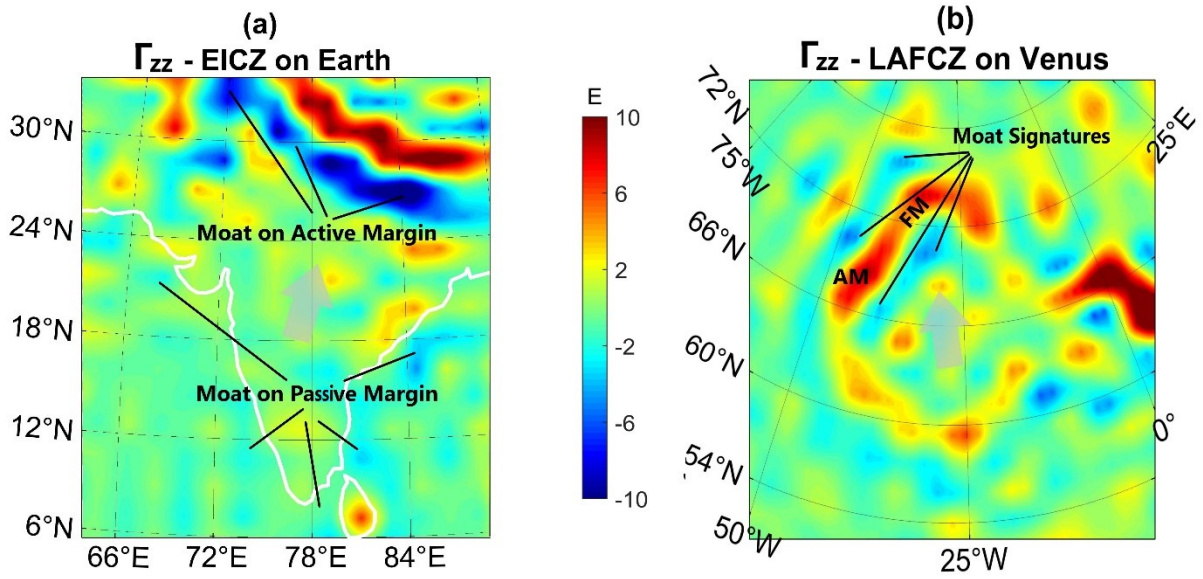 (a)
Γzz - EICZ on Earth
30°N
24°N
18°N
12°N
6°N
66°E 72°E 78°E 84°E
Moat on Active Margin
Moat on Passive Margin
E
10
6
2
-2
-6
-10
(b)
Γzz - LAFCZ on Venus
72°N
75°W
66°N
60°N
54°N
50°W
25°W
0°
25°E
Moat Signatures
FM
AM